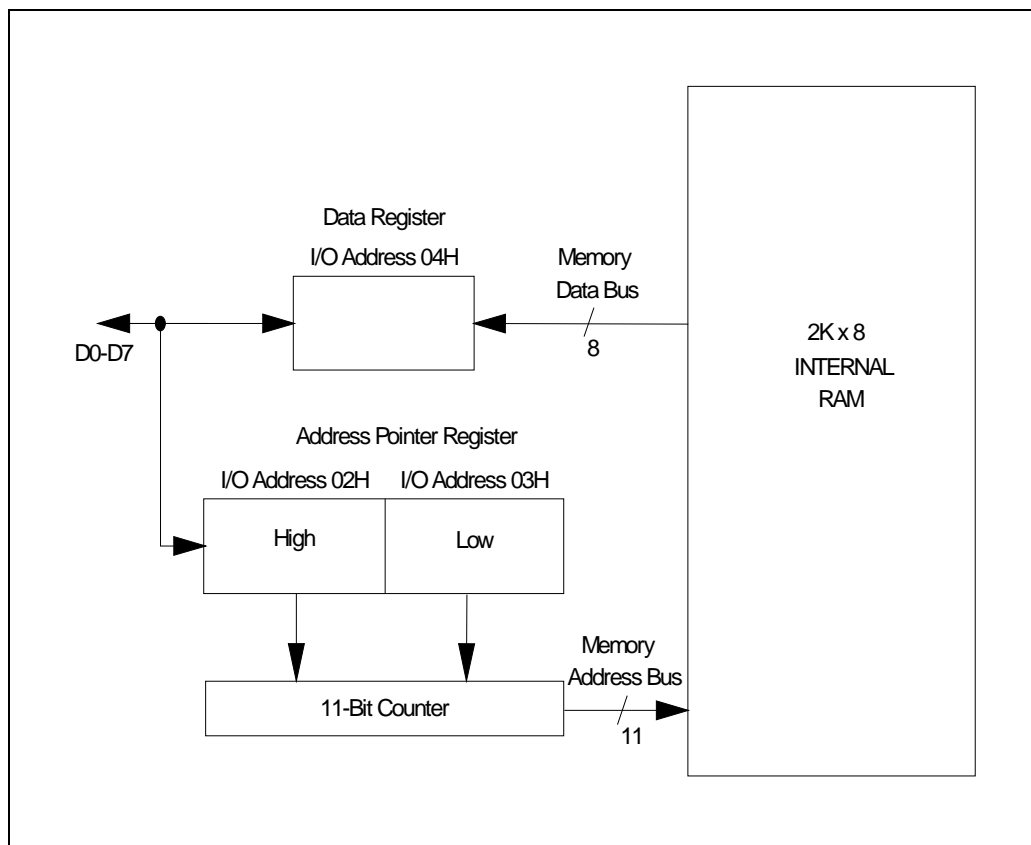 Data Register
I/O Address 04H
Memory
Data Bus
8
D0-D7
2K x 8
INTERNAL
RAM
Address Pointer Register
I/O Address 02H
I/O Address 03H
High
Low
Memory
Address Bus
11-Bit Counter
11